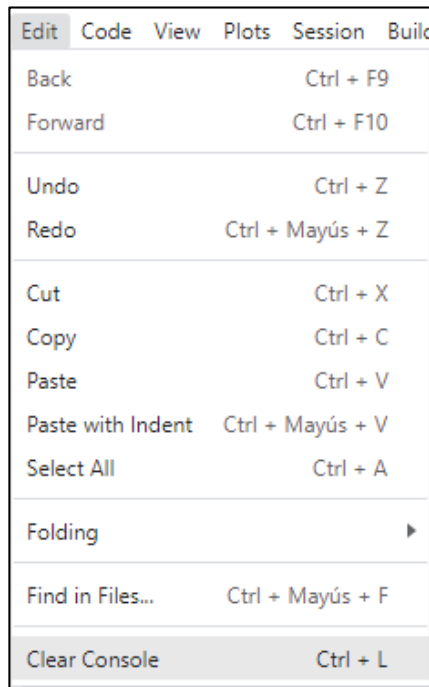 Edit Code View Plots Session Build
Back Ctrl + F9
Forward Ctrl + F10
Undo Ctrl + Z
Redo Ctrl + Mayús + Z
Cut Ctrl + X
Copy Ctrl + C
Paste Ctrl + V
Paste with Indent Ctrl + Mayús + V
Select All Ctrl + A
Folding
Find in Files... Ctrl + Mayús + F
Clear Console Ctrl + L